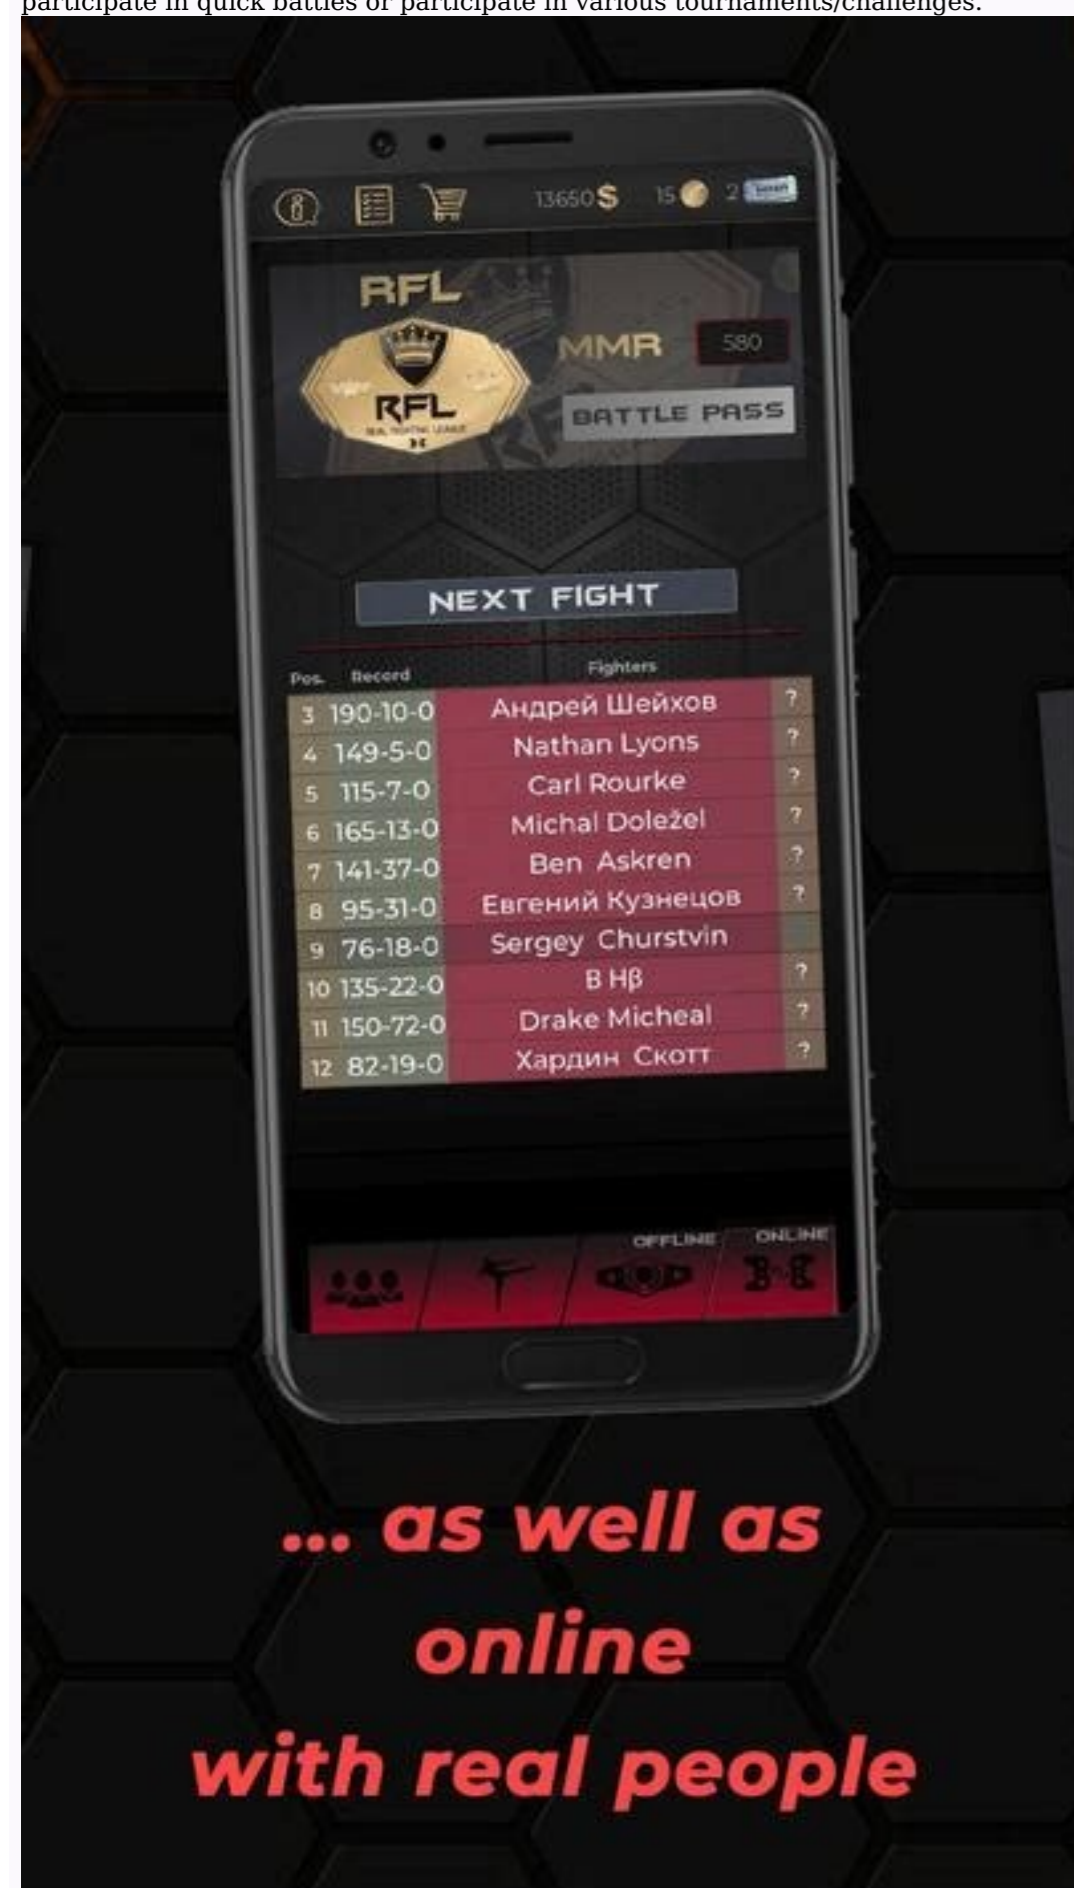 participate in quick battles or participate in various tournaments/challenges.
13650$ 15 2
RFL
MMR 580
RFL
REAL FIGHTING LEAGUE
BATTLE PASS
NEXT FIGHT
Pos. Record Fighters
3 190-10-0 Андрей Шейхов ?
4 149-5-0 Nathan Lyons ?
5 115-7-0 Carl Rourke ?
6 165-13-0 Michal Doležel ?
7 141-37-0 Ben Askren ?
8 95-31-0 Евгений Кузнецов ?
9 76-18-0 Sergey Churstvin
10 135-22-0 В Нβ ?
11 150-72-0 Drake Micheal ?
12 82-19-0 Хардин Скотт ?
OFFLINE ONLINE
... as well as
online
with real people